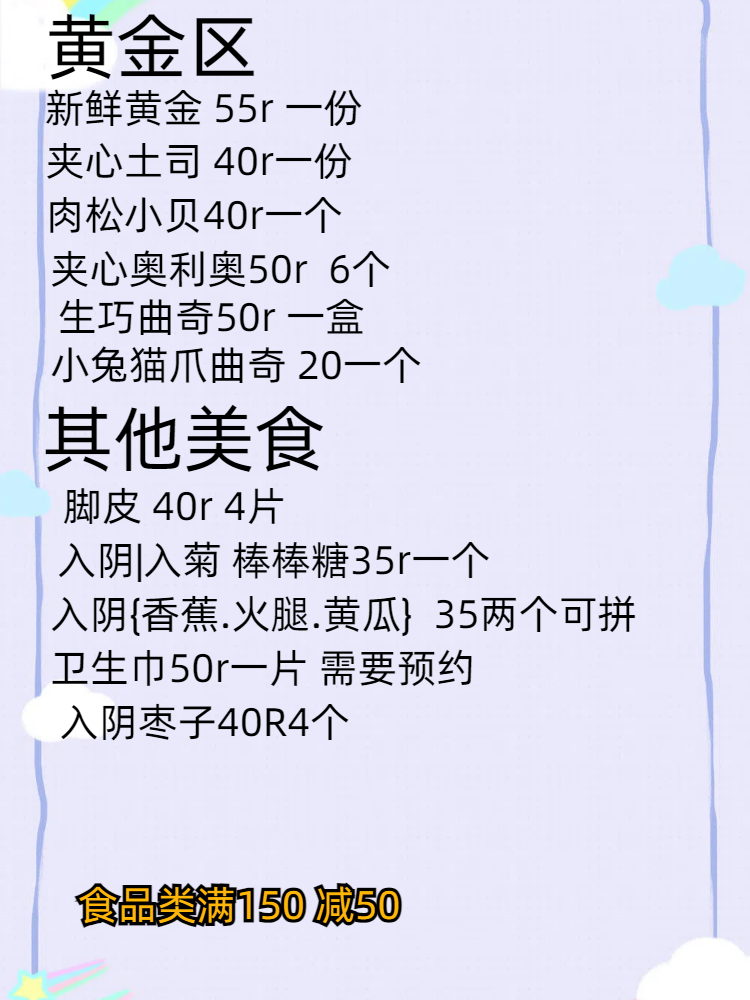 黄金区
新鲜黄金 55r 一份
夹心土司 40r一份
肉松小贝40r一个
夹心奥利奥50r 6个
生巧曲奇50r 一盒
小兔猫爪曲奇 20一个
其他美食
脚皮 40r 4片
入阴|入菊 棒棒糖35r一个
入阴{香蕉.火腿.黄瓜} 35两个可拼
卫生巾50r一片 需要预约
入阴枣子40R4个
食品类满150 减50